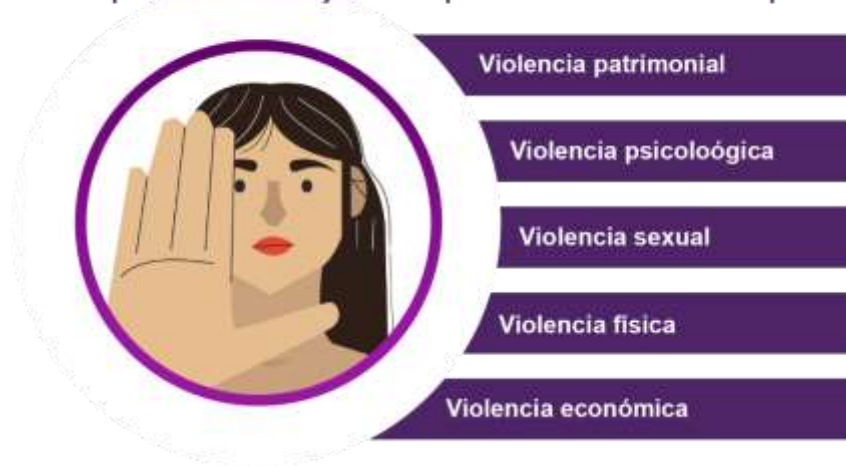 Violencia patrimonial
Violencia psicoloógica
Violencia sexual
Violencia fisica
Violencia económica